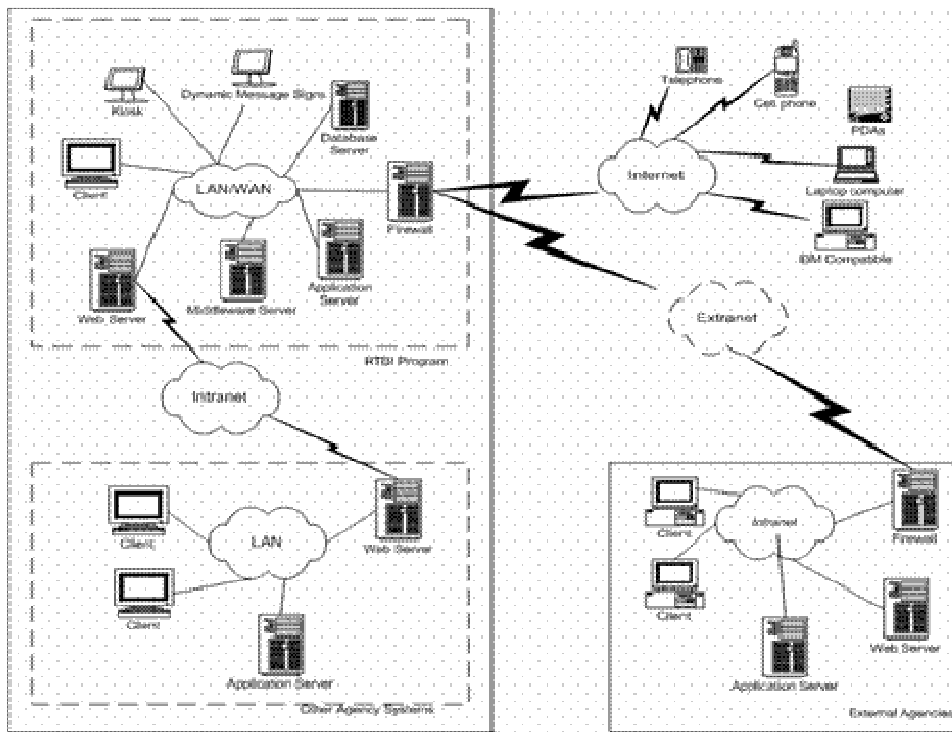 Kiosk
Dynamic Message Signs
Database
Server
Client
LAN/WAN
Firewall
Web Server
Middleware Server
Application
Server
RTSI Program
Telephone
Cell phone
PDAs
Internet
Laptop computer
IBM Compatible
Extranet
Intranet
Client
LAN
Web Server
Client
Application Server
Other Agency Systems
Client
Intranet
Firewall
Client
Web Server
Application Server
External Agencies